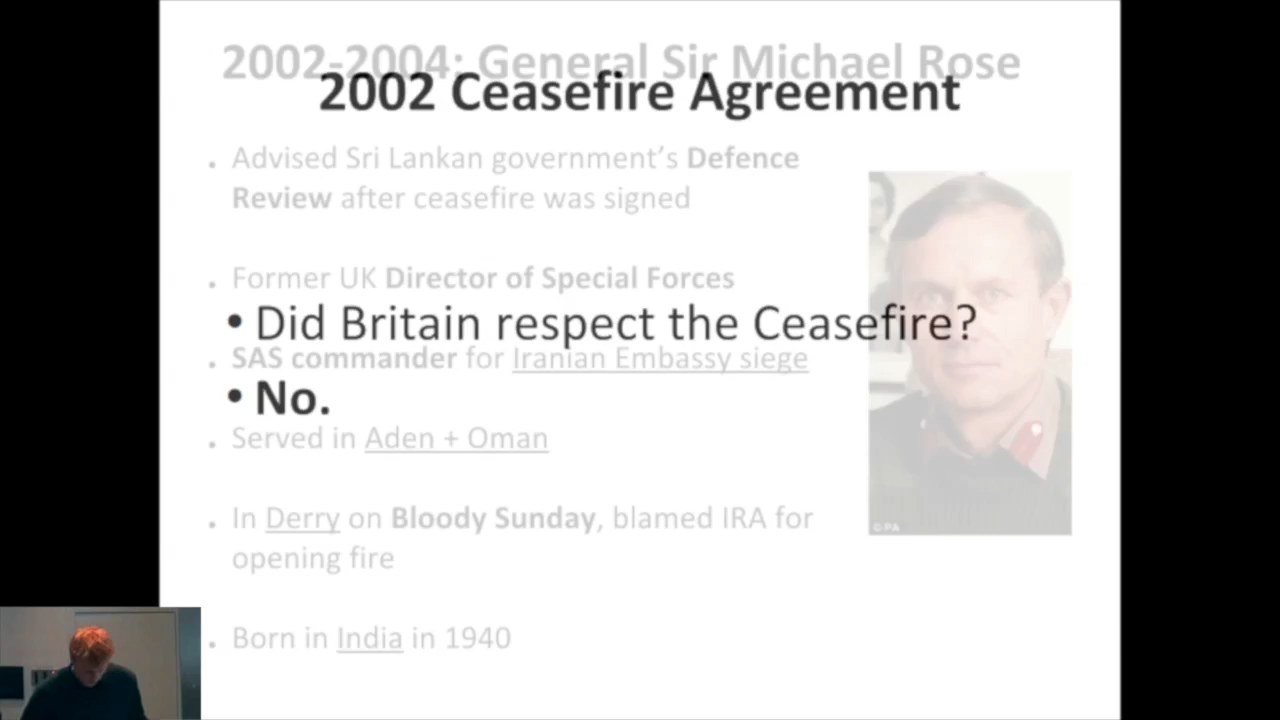 2002-2004: General Sir Michael Rose
2002 Ceasefire Agreement
. Advised Sri Lankan government’s Defence
Review after ceasefire was signed
. Former UK Director of Special Forces
• Did Britain respect the Ceasefire?
. SAS commander for Iranian Embassy siege
• No.
. Served in Aden + Oman
. In Derry on Bloody Sunday, blamed IRA for
opening fire
© PA
. Born in India in 1940